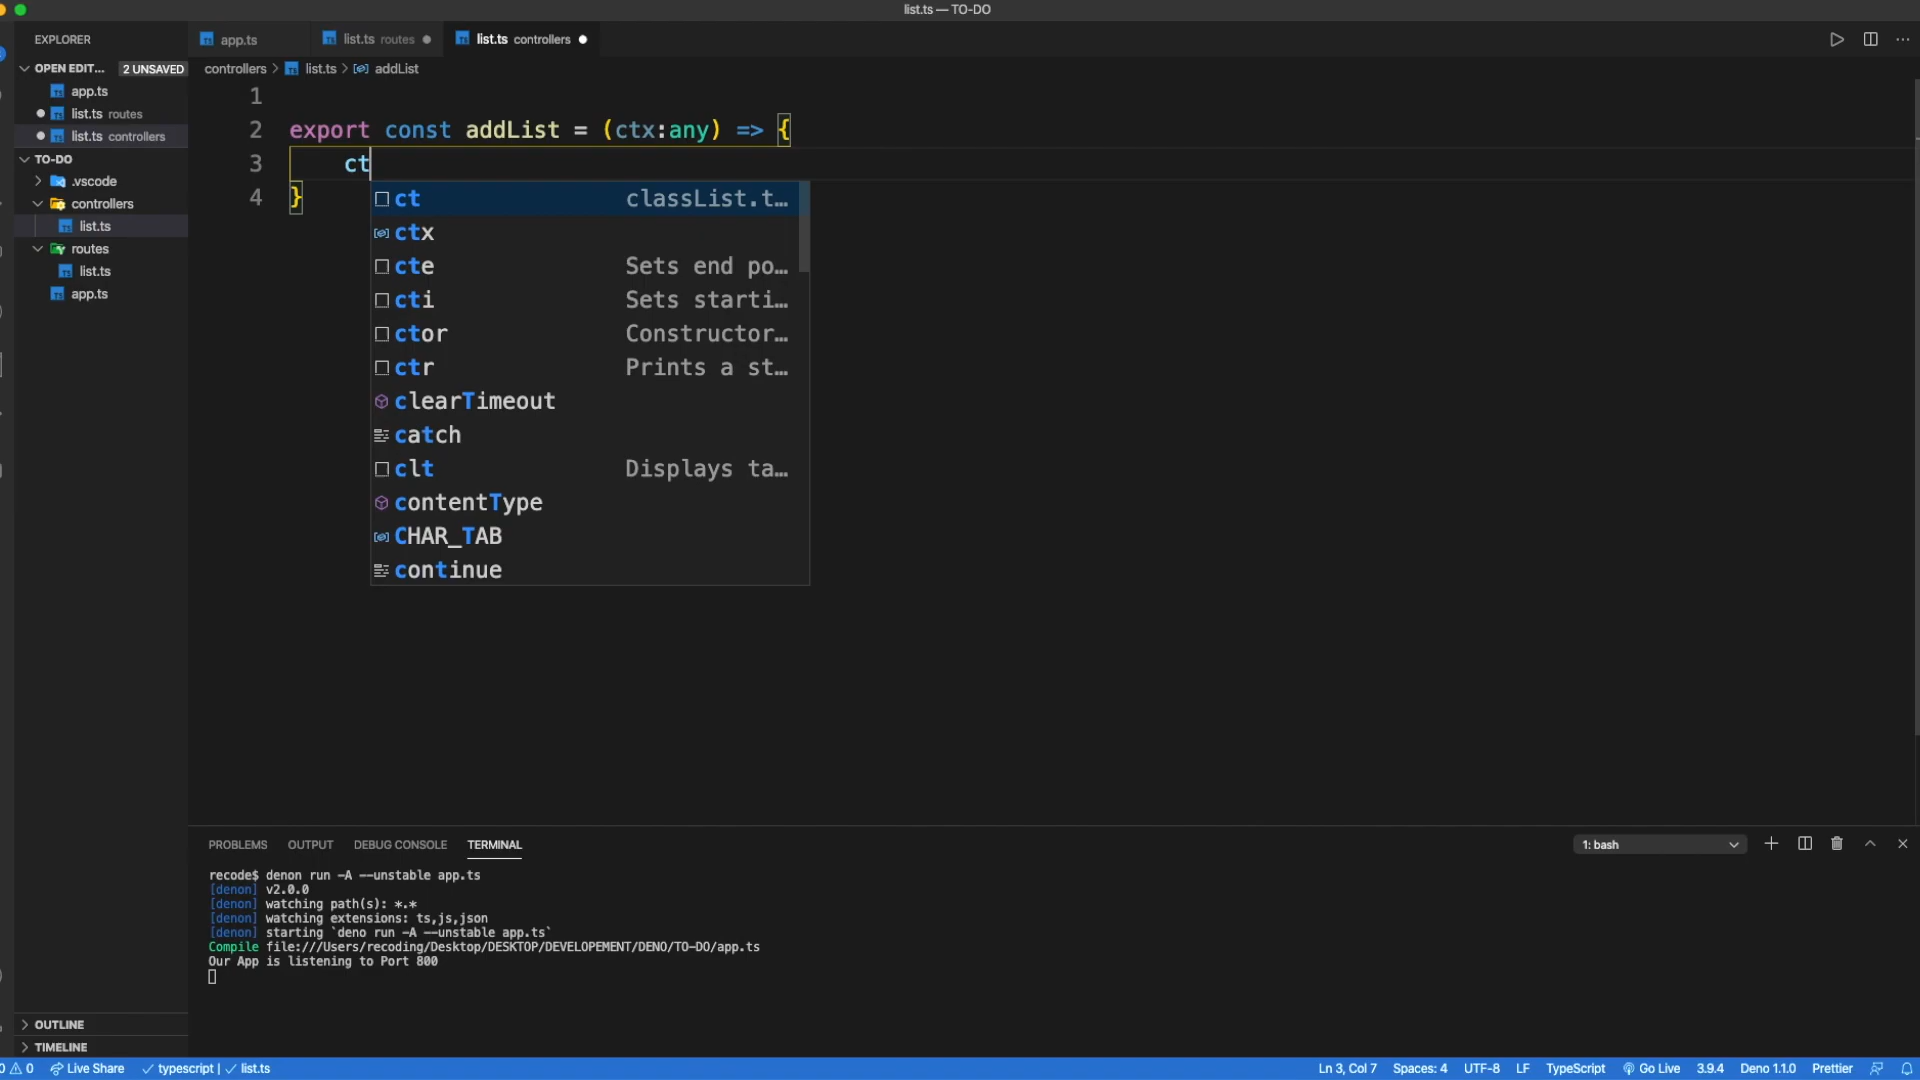 list.ts — TO-DO
EXPLORER
OPEN EDIT... 2 UNSAVED
app.ts
list.ts routes
list.ts controllers
TO-DO
.vscode
controllers
list.ts
routes
list.ts
app.ts
OUTLINE
TIMELINE
app.ts
list.ts routes
list.ts controllers
controllers > list.ts > addList
1
2 export const addList = (ctx:any) => {
3 ct
4 }
ct classList.t…
ctx
cte Sets end po…
cti Sets starti…
ctor Constructor…
ctr Prints a st…
clearTimeout
catch
clt Displays ta…
contentType
CHAR_TAB
continue
PROBLEMS OUTPUT DEBUG CONSOLE TERMINAL
1: bash
recode$ denon run -A --unstable app.ts
[denon] v2.0.0
[denon] watching path(s): *.*
[denon] watching extensions: ts,js,json
[denon] starting `deno run -A --unstable app.ts`
Compile file:///Users/recoding/Desktop/DESKTOP/DEVELOPEMENT/DENO/TO-DO/app.ts
Our App is listening to Port 800
0 0 Live Share typescript | list.ts
Ln 3, Col 7 Spaces: 4 UTF-8 LF TypeScript Go Live 3.9.4 Deno 1.1.0 Prettier